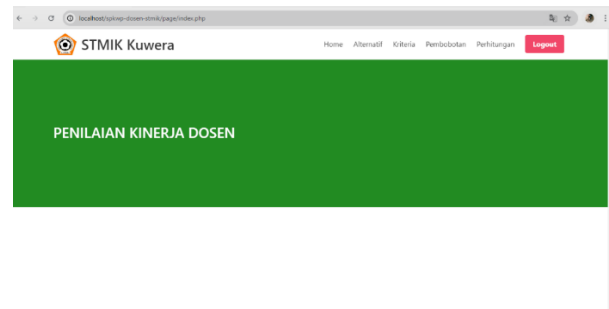 localhost/spkwp-dosen-stmik/page/index.php
STMIK Kuwera
Home Alternatif Kriteria Pembobotan Perhitungan Logout
PENILAIAN KINERJA DOSEN